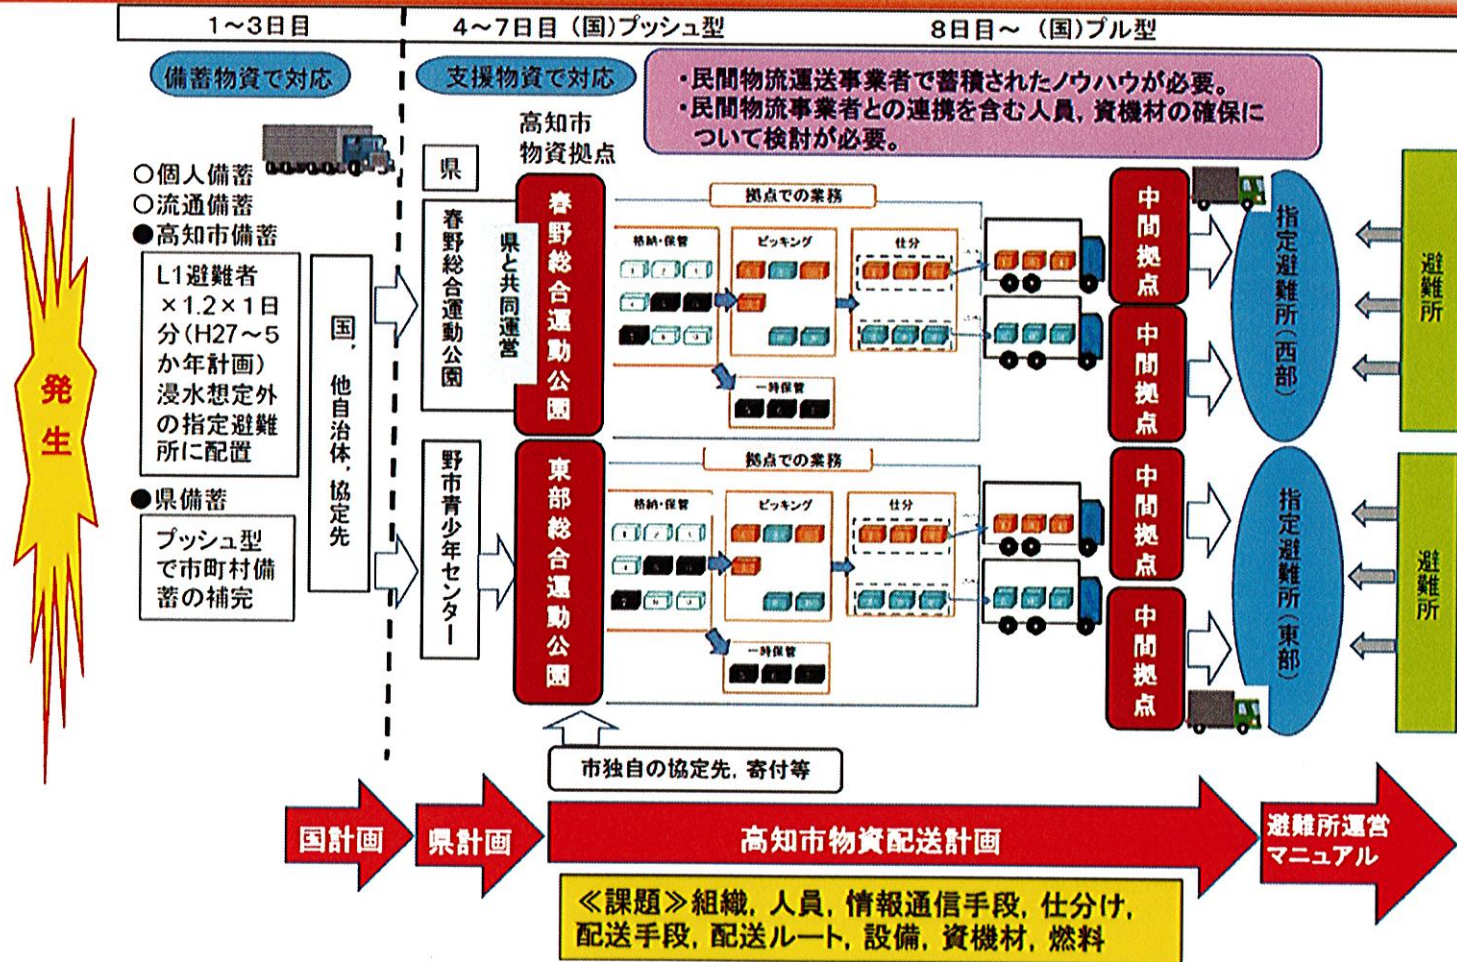 1～3日目
4～7日目 (国)プッシュ型
8日目～ (国)プル型
備蓄物資で対応
支援物資で対応
・民間物流運送事業者で蓄積されたノウハウが必要。
・民間物流事業者との連携を含む人員, 資機材の確保に
ついて検討が必要。
発生
○個人備蓄
○流通備蓄
●高知市備蓄
L1避難者
×1.2×1日
分(H27～5
か年計画)
浸水想定外
の指定避難
所に配置
●県備蓄
プッシュ型
で市町村備
蓄の補完
国, 他自治体, 協定先
高知市
物資拠点
県
春野総合運動公園
県と共同運営
春野総合運動公園
拠点での業務
格納・保管
ピッキング
仕分
一時保管
中間拠点
中間拠点
指定避難所(西部)
避難所
野市青少年センター
東部総合運動公園
拠点での業務
格納・保管
ピッキング
仕分
一時保管
中間拠点
中間拠点
指定避難所(東部)
避難所
市独自の協定先, 寄付等
国計画
県計画
高知市物資配送計画
避難所運営
マニュアル
≪課題≫組織, 人員, 情報通信手段, 仕分け,
配送手段, 配送ルート, 設備, 資機材, 燃料